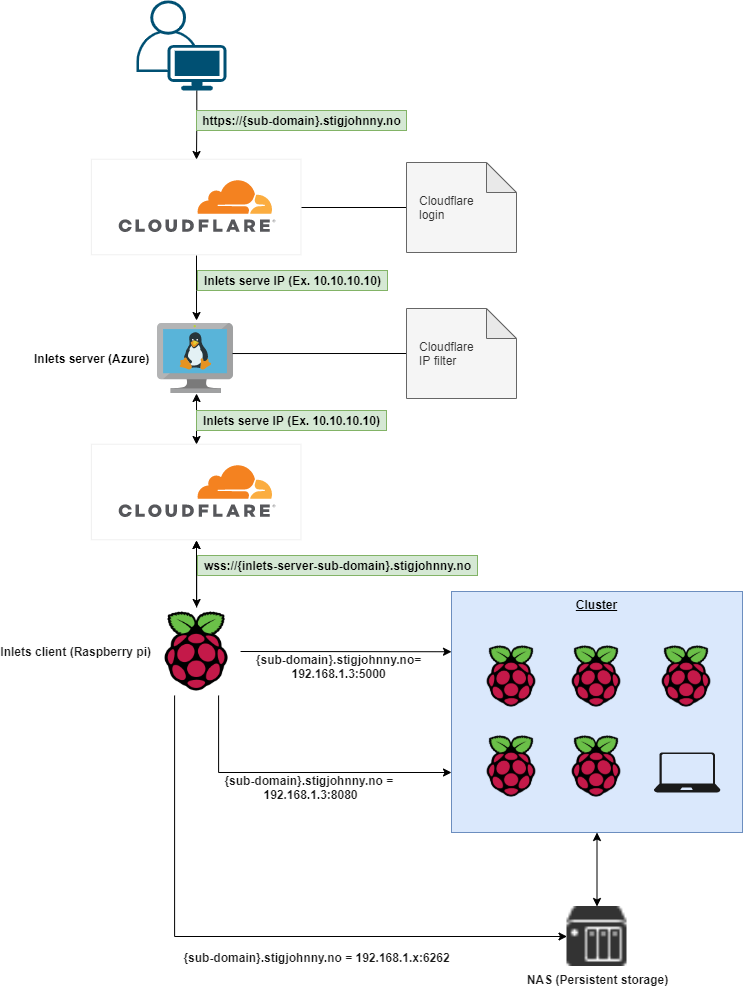 https://{sub-domain}.stigjohnny.no
CLOUDFLARE
Cloudflare
login
Inlets serve IP (Ex. 10.10.10.10)
Inlets server (Azure)
Cloudflare
IP filter
Inlets serve IP (Ex. 10.10.10.10)
CLOUDFLARE
wss://{inlets-server-sub-domain}.stigjohnny.no
Cluster
Inlets client (Raspberry pi)
{sub-domain}.stigjohnny.no=
192.168.1.3:5000
{sub-domain}.stigjohnny.no =
192.168.1.3:8080
{sub-domain}.stigjohnny.no = 192.168.1.x:6262
NAS (Persistent storage)